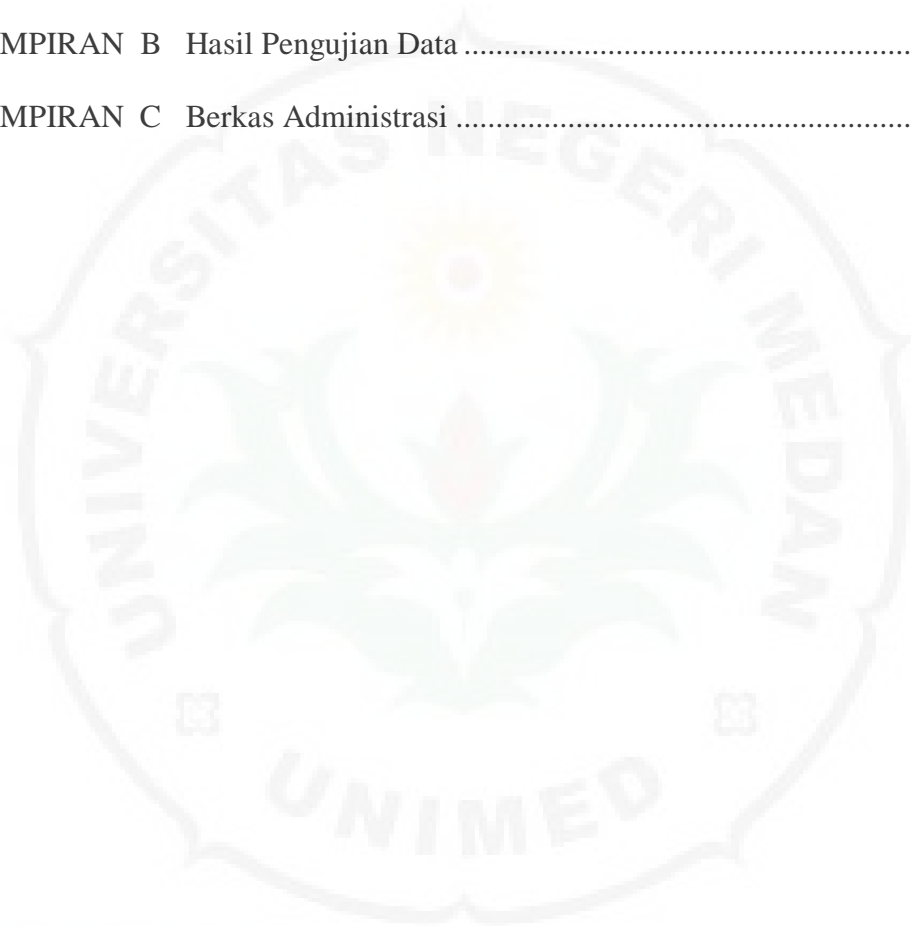 MPIRAN B Hasil Pengujian Data ........................................................
MPIRAN C Berkas Administrasi .........................................................
UNIVERSITAS NEGERI MEDAN
UNIMED